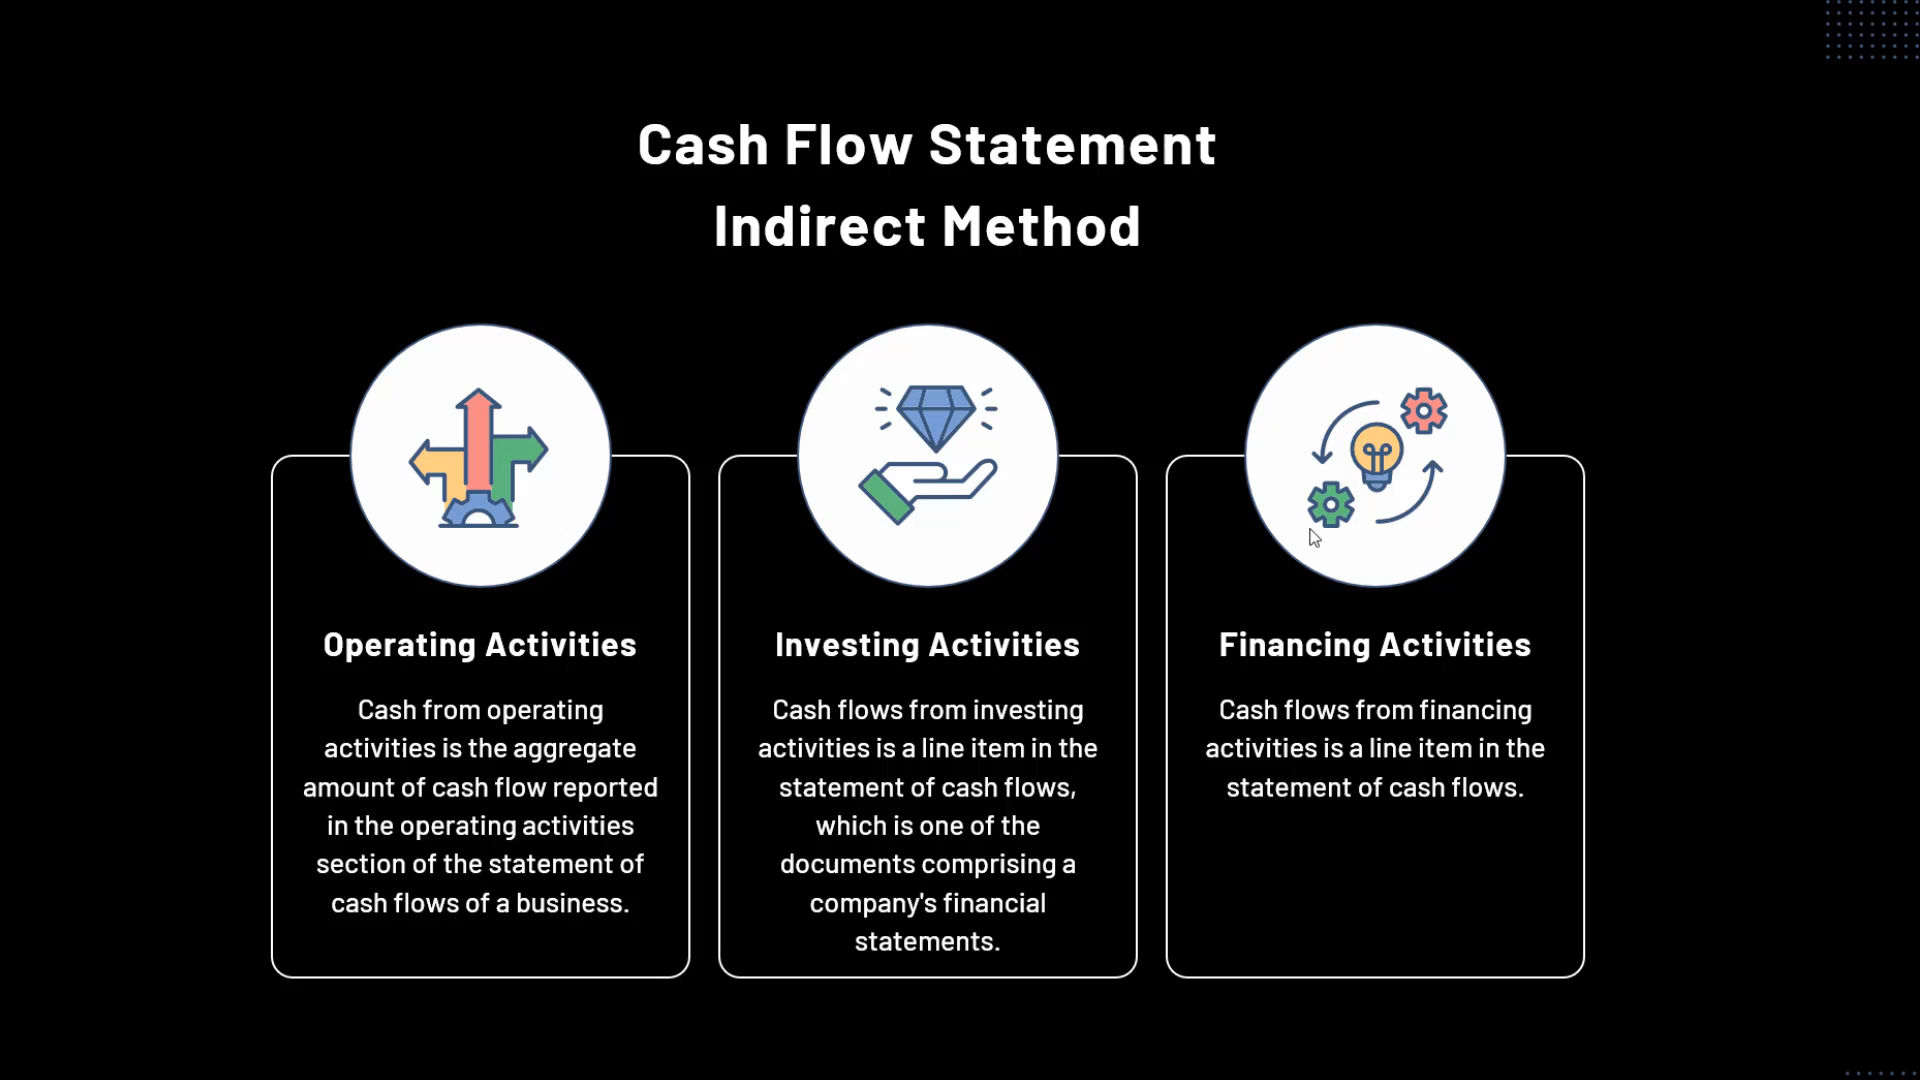 Cash Flow Statement
Indirect Method
Operating Activities
Cash from operating
activities is the aggregate
amount of cash flow reported
in the operating activities
section of the statement of
cash flows of a business.
Investing Activities
Cash flows from investing
activities is a line item in the
statement of cash flows,
which is one of the
documents comprising a
company's financial
statements.
Financing Activities
Cash flows from financing
activities is a line item in the
statement of cash flows.